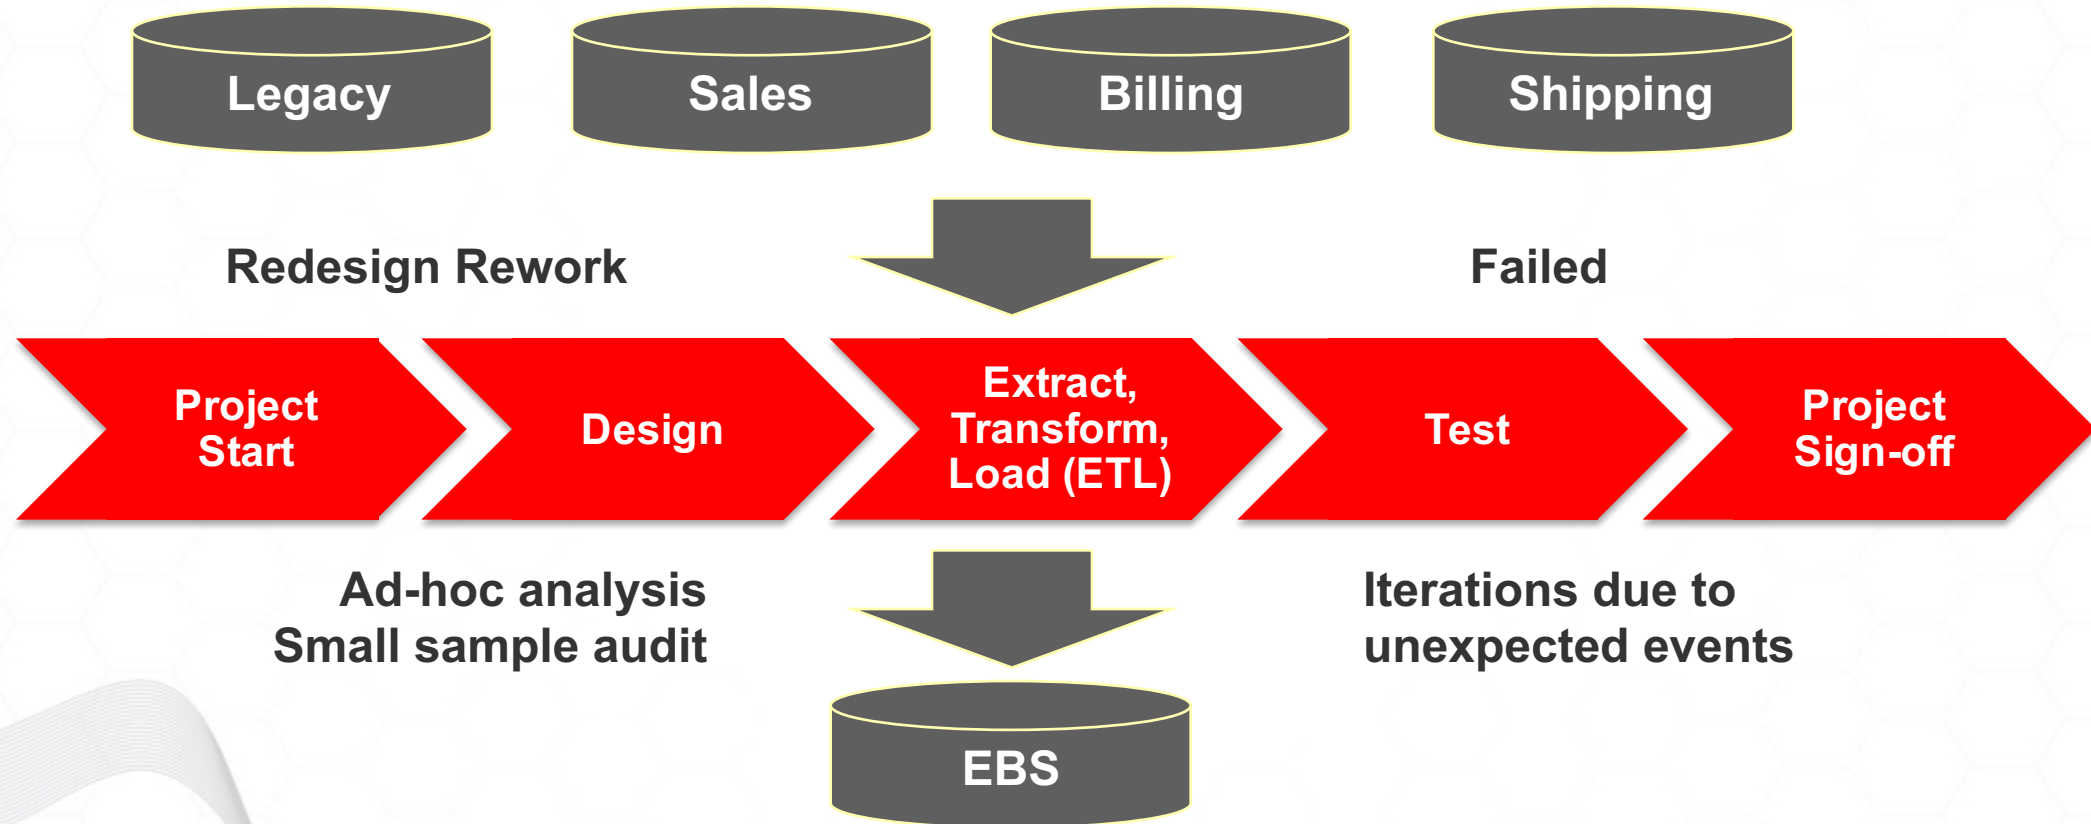 Legacy
Sales
Billing
Shipping
Redesign Rework
Failed
Project
Start
Design
Extract,
Transform,
Load (ETL)
Test
Project
Sign-off
Ad-hoc analysis
Small sample audit
Iterations due to
unexpected events
EBS